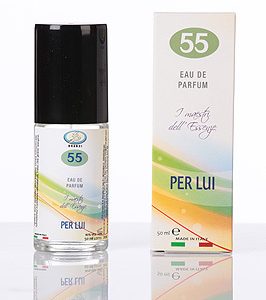 55
EAU DE
PARFUM
I maestri
dell'Essenze
PER LUI
55
EAU DE
PARFUM
I maestri
dell'Essenze
PER LUI
50 ml e
MADE IN ITALY